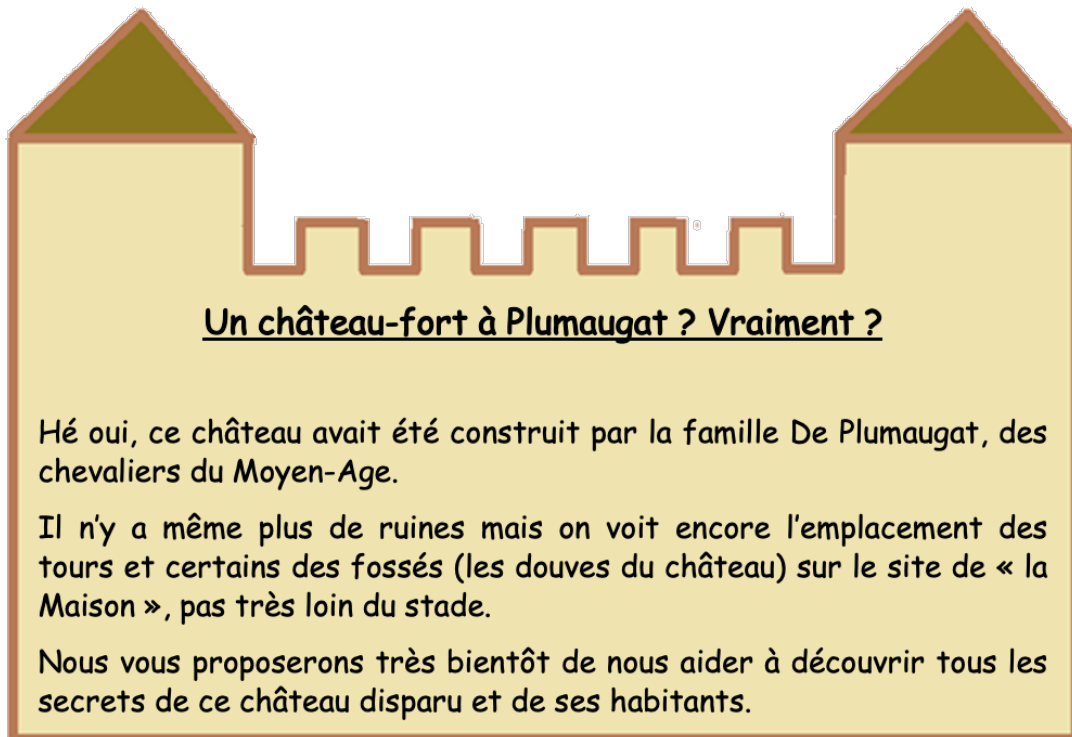 Un château-fort à Plumaugat ? Vraiment ?
Hé oui, ce château avait été construit par la famille De Plumaugat, des
chevaliers du Moyen-Age.
Il n'y a même plus de ruines mais on voit encore l'emplacement des
tours et certains des fossés (les douves du château) sur le site de « la
Maison », pas très loin du stade.
Nous vous proposerons très bientôt de nous aider à découvrir tous les
secrets de ce château disparu et de ses habitants.